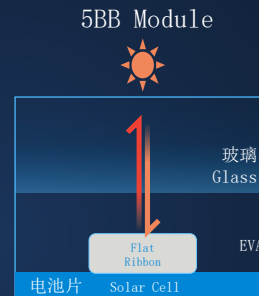 5BB Module
玻璃
Glass
EVA
Flat
Ribbon
电池片 Solar Cell